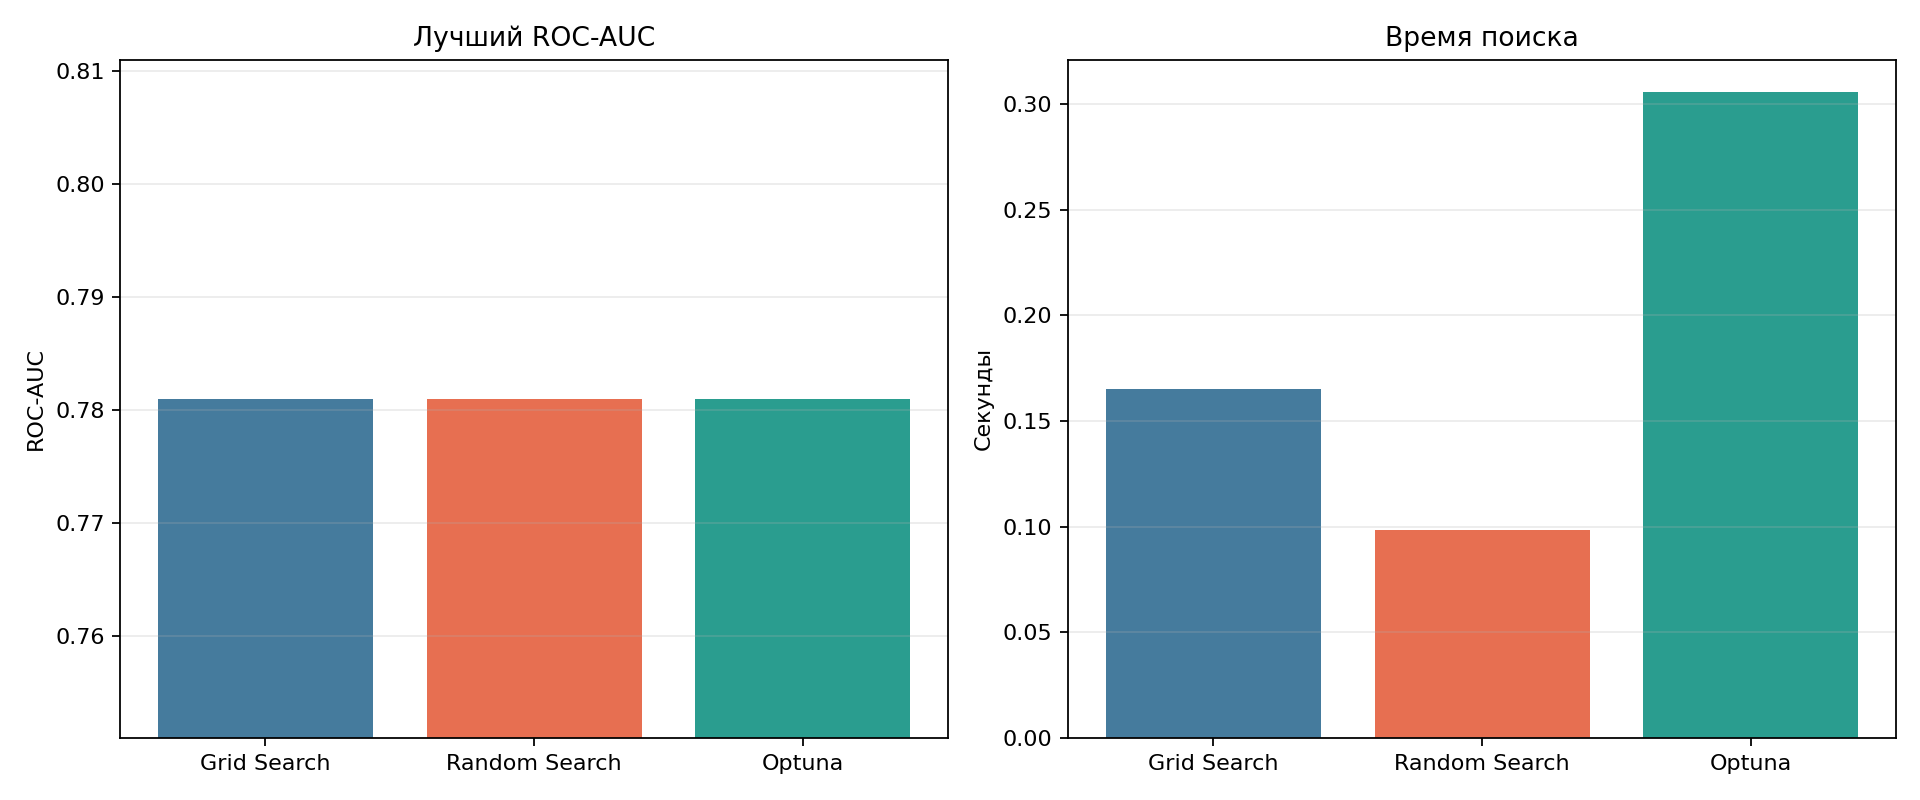 Лучший ROC-AUC
ROC-AUC
0.81
0.80
0.79
0.78
0.77
0.76
Grid Search
Random Search
Optuna
Время поиска
Секунды
0.30
0.25
0.20
0.15
0.10
0.05
0.00
Grid Search
Random Search
Optuna